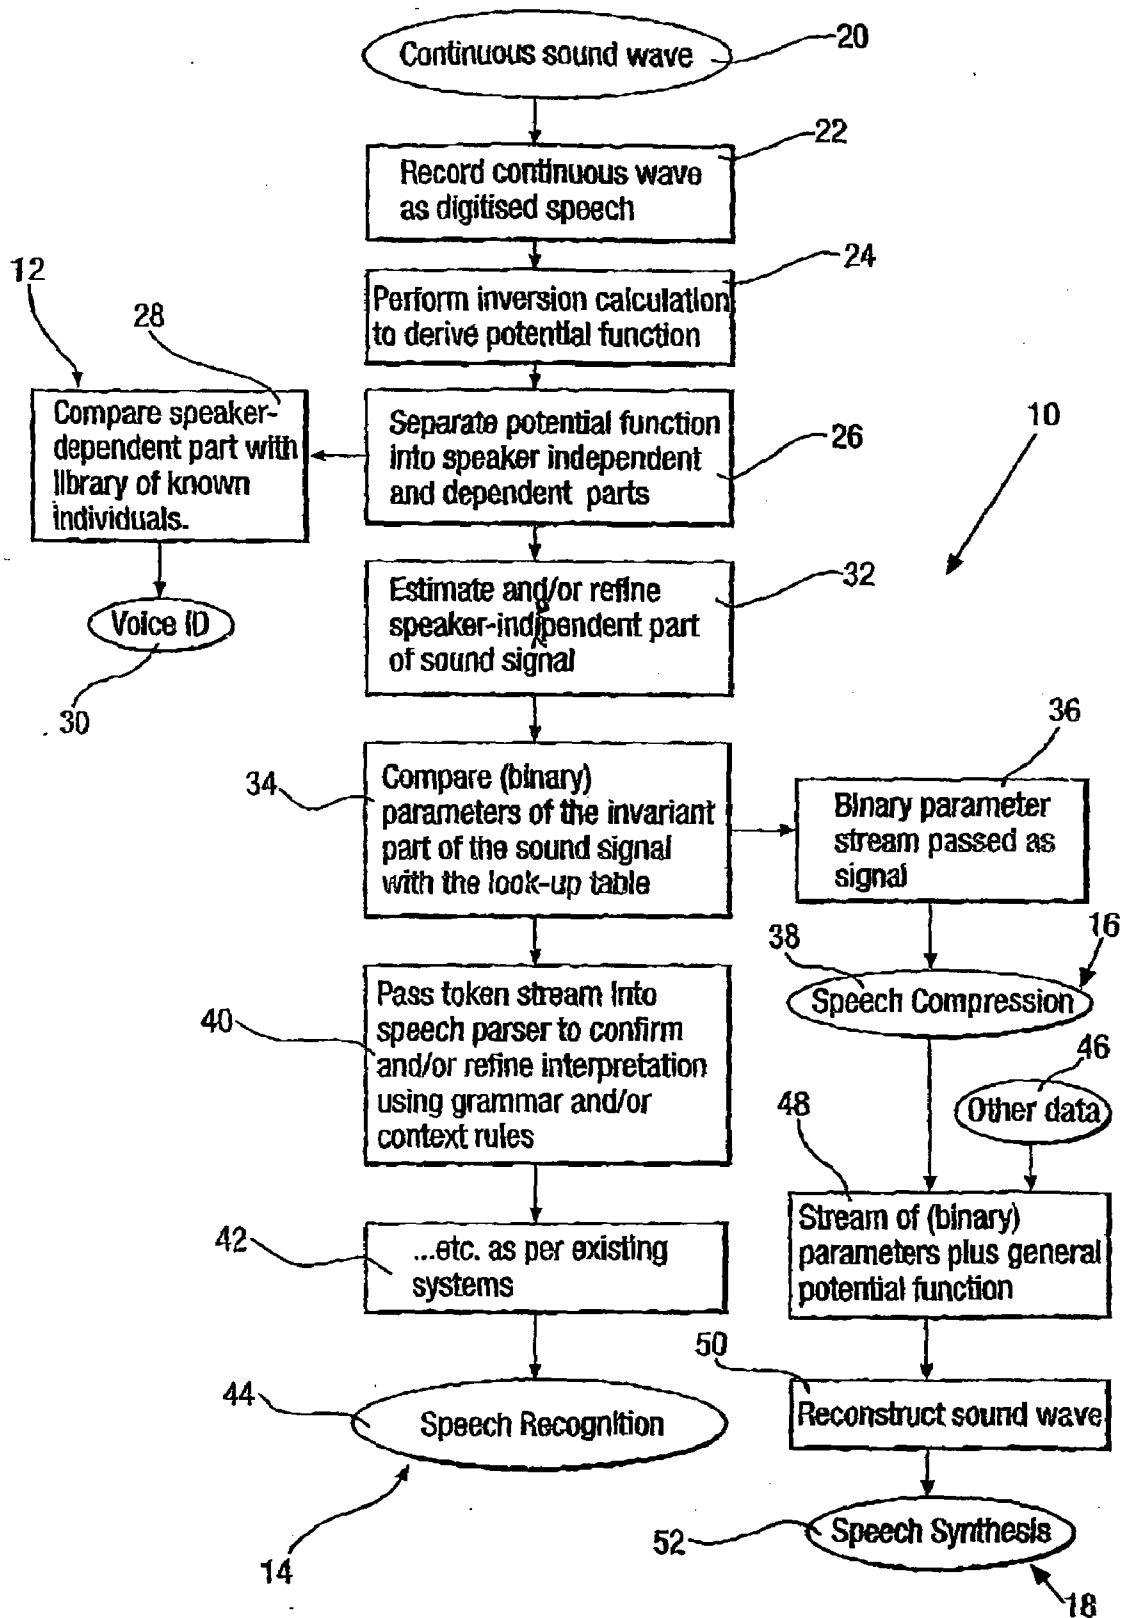 Continuous sound wave
20
22
Record continuous wave
as digitised speech
24
Perform inversion calculation
to derive potential function
12
28
Compare speaker-
dependent part with
library of known
individuals.
Separate potential function
into speaker independent
and dependent parts
26
10
Voice ID
30
Estimate and/or refine
speaker-independent part
of sound signal
32
34
Compare (binary)
parameters of the invariant
part of the sound signal
with the look-up table
36
Binary parameter
stream passed as
signal
38
16
Speech Compression
40
Pass token stream into
speech parser to confirm
and/or refine interpretation
using grammar and/or
context rules
46
Other data
48
Stream of (binary)
parameters plus general
potential function
42
...etc. as per existing
systems
50
Reconstruct sound wave
44
Speech Recognition
14
52
Speech Synthesis
18